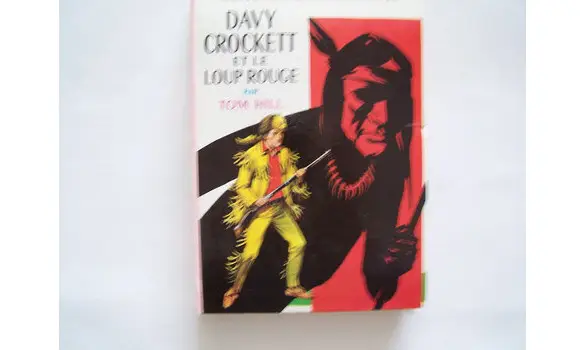 DAVY
CROCKETT
ET LE
LOUP ROUGE
PAR
TOM HILL